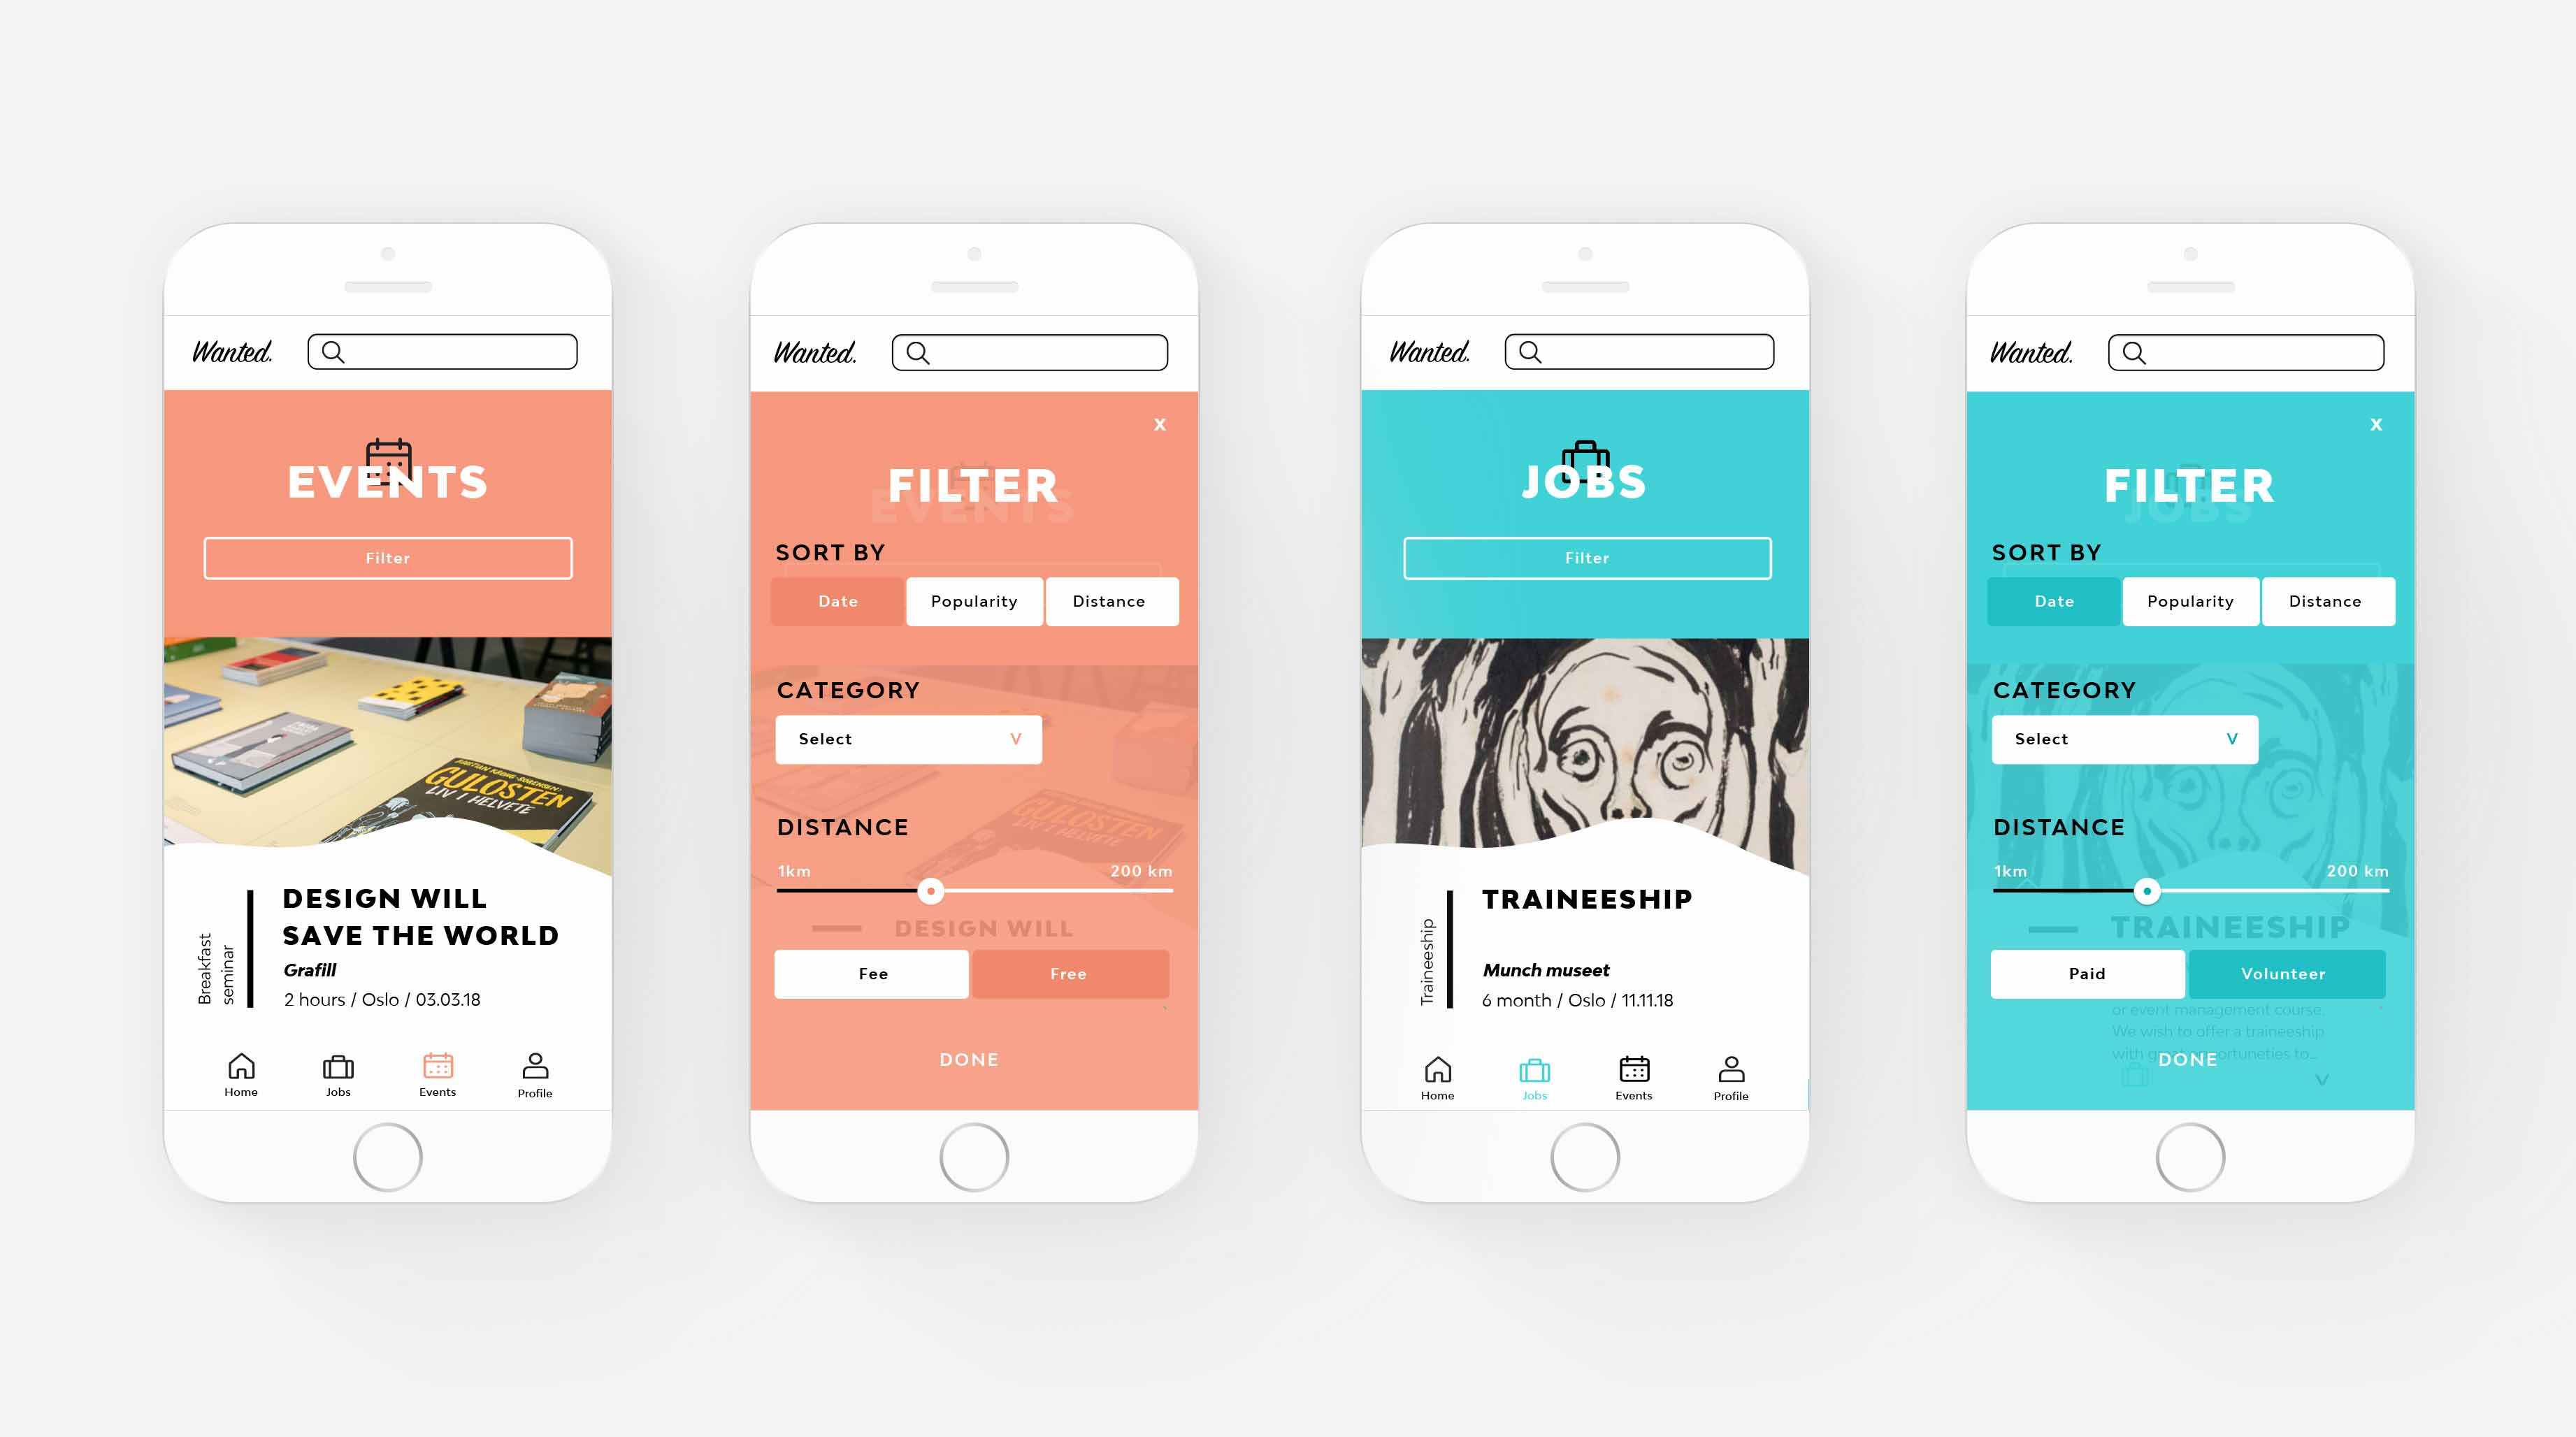 Wanted.
EVENTS
Filter
GULOSTEN
LIV I HELVETE
Breakfast
seminar
DESIGN WILL
SAVE THE WORLD
Grafill
2 hours / Oslo / 03.03.18
Home
Jobs
Events
Profile
Wanted.
X
FILTER
EVENTS
SORT BY
Date
Popularity
Distance
CATEGORY
Select
V
GULOSTEN
LIV I HELVETE
DISTANCE
1km
200 km
DESIGN WILL
Fee
Free
DONE
Wanted.
JOBS
Filter
Traineeship
TRAINEESHIP
Munch museet
6 month / Oslo / 11.11.18
Home
Jobs
Events
Profile
Wanted.
X
FILTER
JOBS
SORT BY
Date
Popularity
Distance
CATEGORY
Select
V
DISTANCE
1km
200 km
TRAINEESHIP
Paid
Volunteer
or event management course.
We wish to offer a traineeship
with
to...
DONE
V